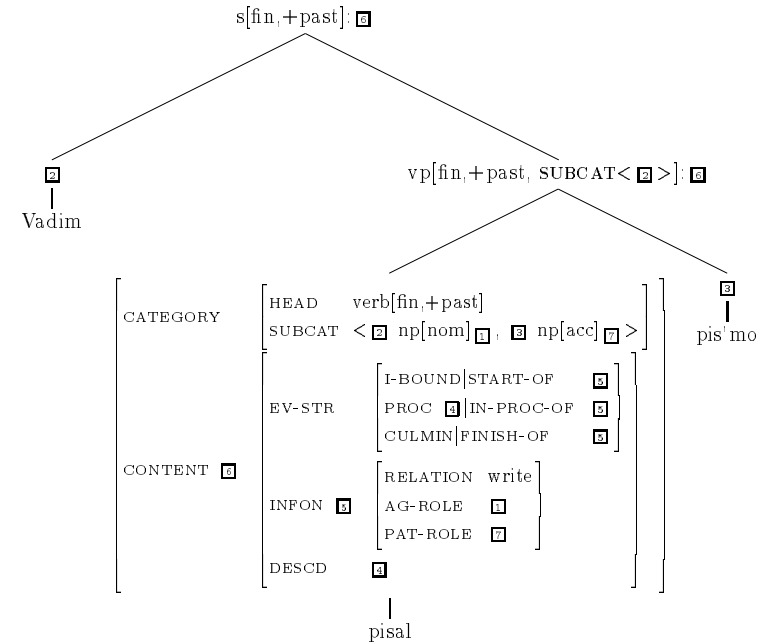 s[fin,+past]: 6
2 vp[fin,+past, SUBCAT< 2 >]: 6
Vadim
3
CATEGORY HEAD verb[fin,+past]
SUBCAT < 2 np[nom] 1 , 3 np[acc] 7 >
pis'mo
EV-STR I-BOUND|START-OF 5
PROC 4|IN-PROC-OF 5
CULMIN|FINISH-OF 5
CONTENT 6
INFON 5 RELATION write
AG-ROLE 1
PAT-ROLE 7
DESCD 4
pisal